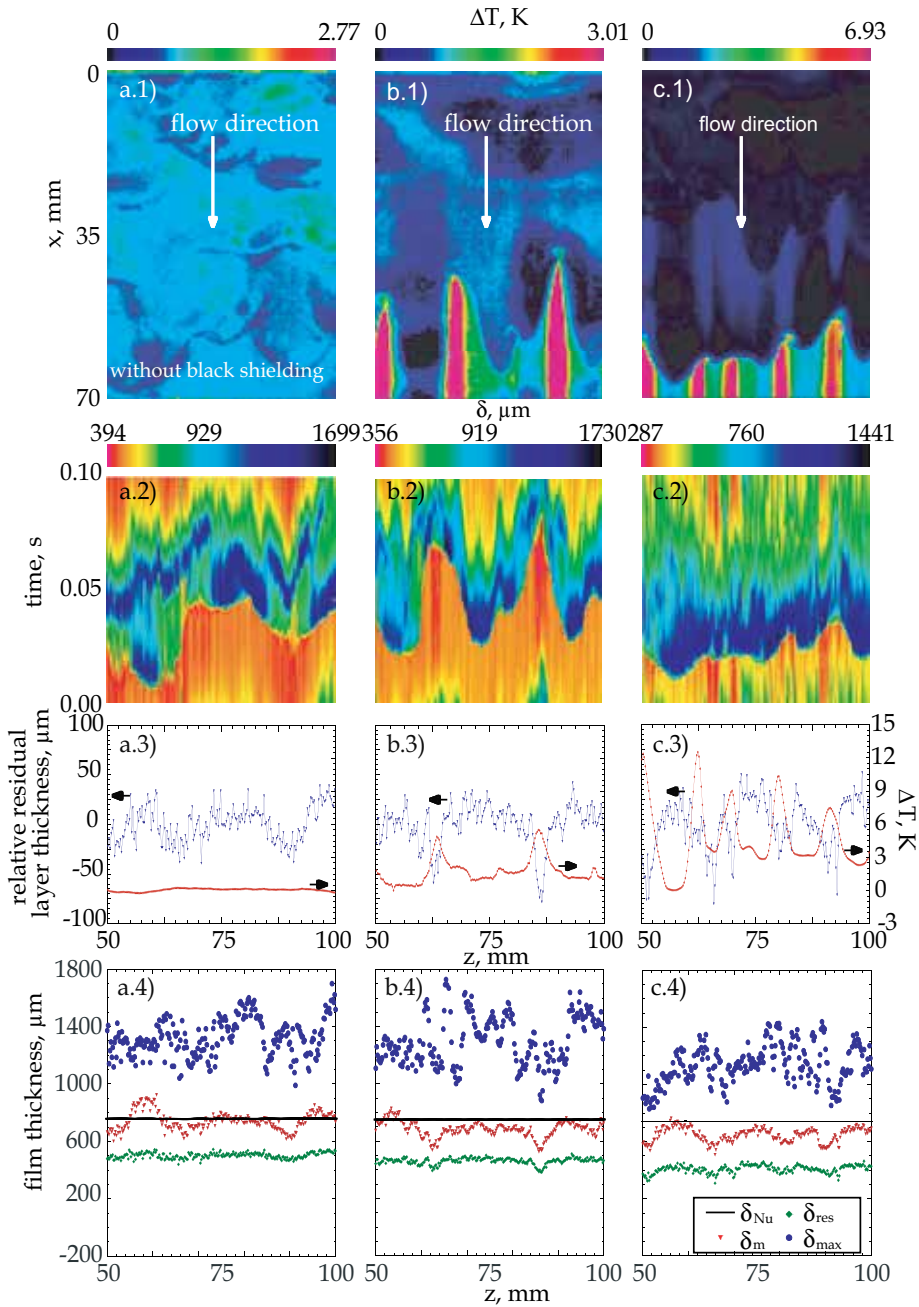 ΔT, K
0 2.77 0 3.01 0 6.93
0
a.1) b.1) c.1)
flow direction flow direction flow direction
x, mm
35
without black shielding
70
δ, µm
394 929 1699 356 919 1730 287 760 1441
0.10
a.2) b.2) c.2)
time, s
0.05
0.00
100 a.3) b.3) c.3) 15
50 12
9
0 6
relative residual
layer thickness, µm
ΔT, K
-50 3
0
-100 -3
50 75 100 50 75 100 50 75 100
z, mm
1800 a.4) b.4) c.4)
1400
1000
film thickness, µm
600
200
-200
δNu δres
δm δmax
50 75 100 50 75 100 50 75 100
z, mm